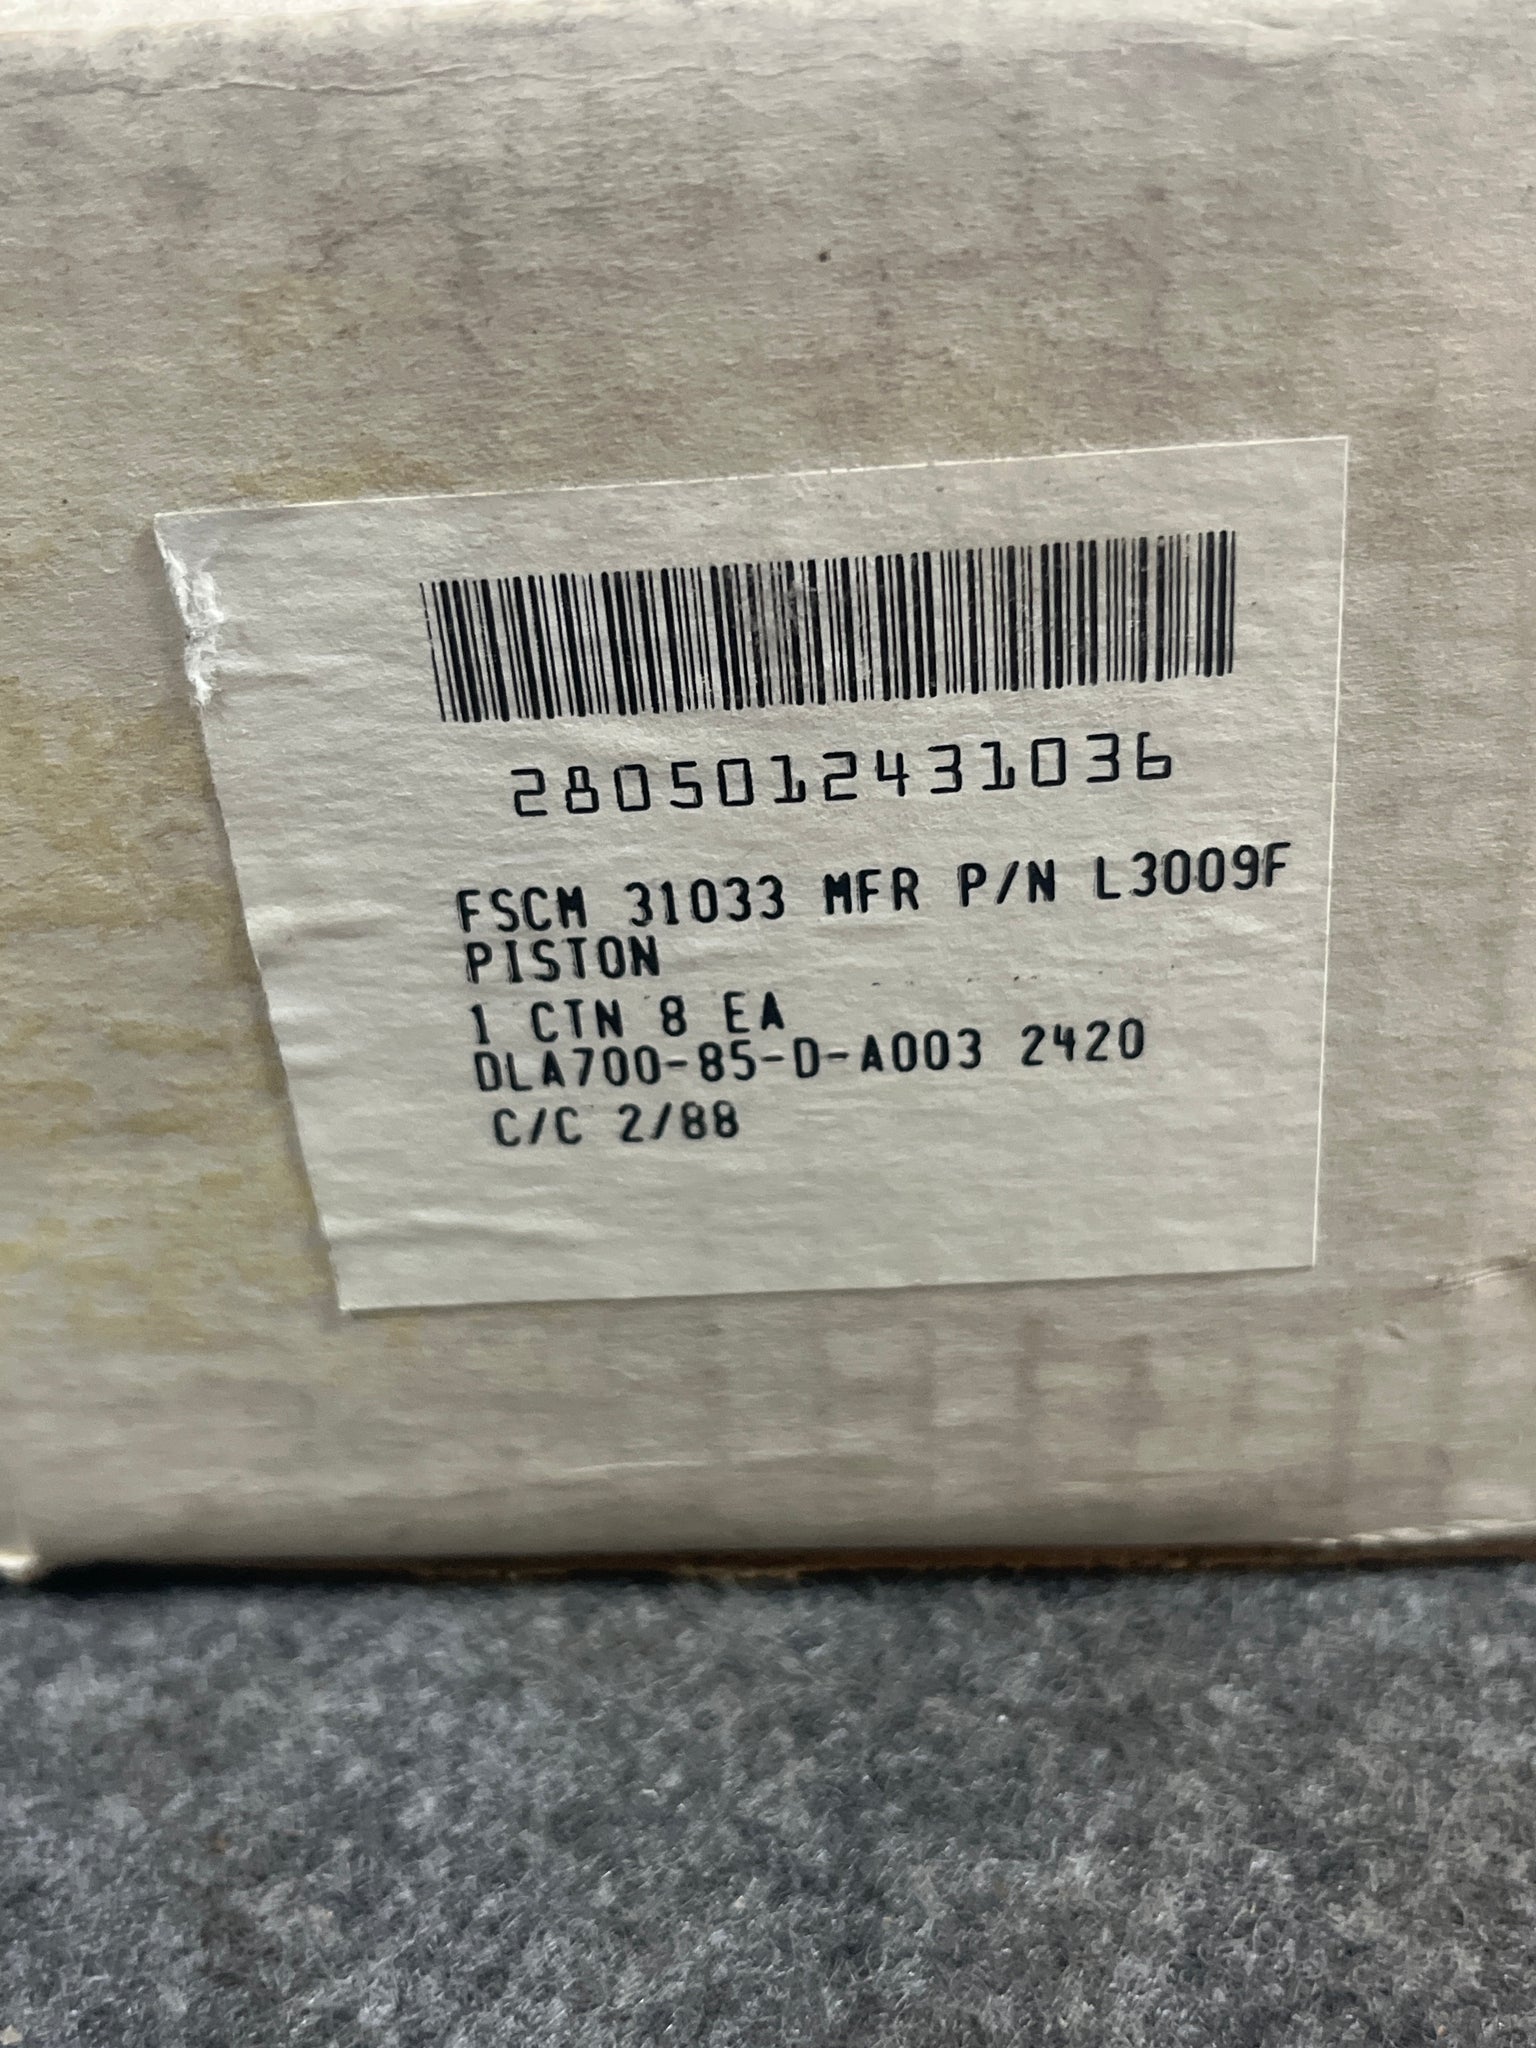 2805012431036
FSCM 31033 MFR P/N L3009F
PISTON
1 CTN 8 EA
DLA700-85-D-A003 2420
C/C 2/88